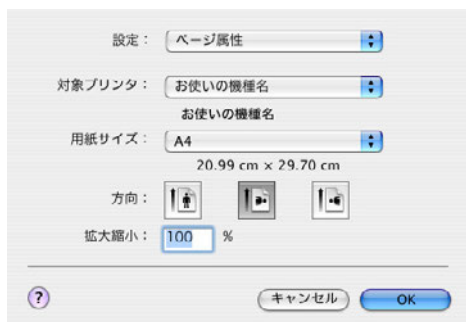 設定： ページ属性
対象プリンタ： お使いの機種名
お使いの機種名
用紙サイズ： A4
20.99 cm × 29.70 cm
方向：
拡大縮小： 100 %
? キャンセル OK